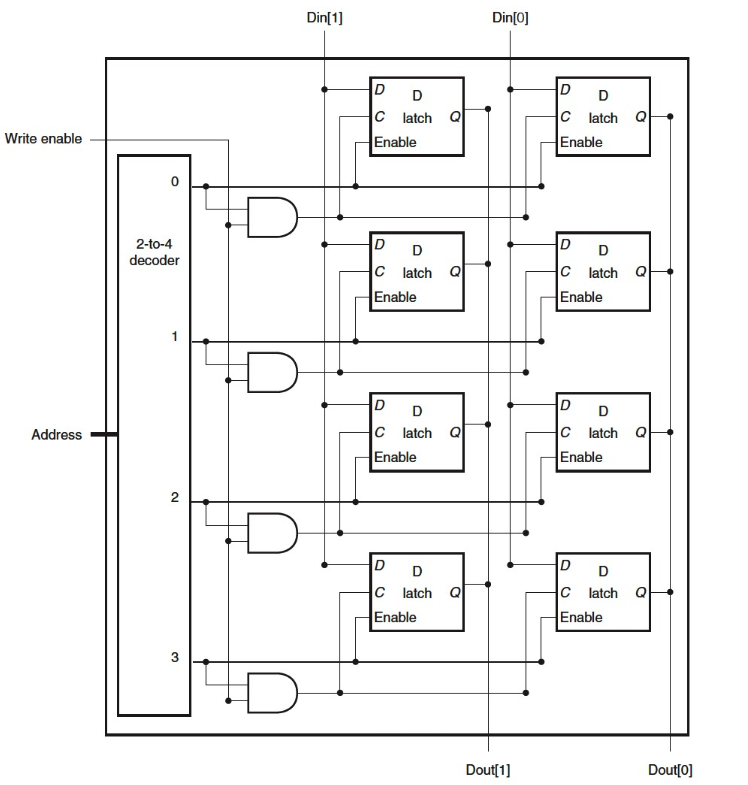 Din[1] Din[0]
D D D D
C latch Q C latch Q
Write enable Enable Enable
0
2-to-4
decoder
D D D D
C latch Q C latch Q
Enable Enable
1
D D D D
Address C latch Q C latch Q
Enable Enable
2
D D D D
C latch Q C latch Q
Enable Enable
3
Dout[1] Dout[0]